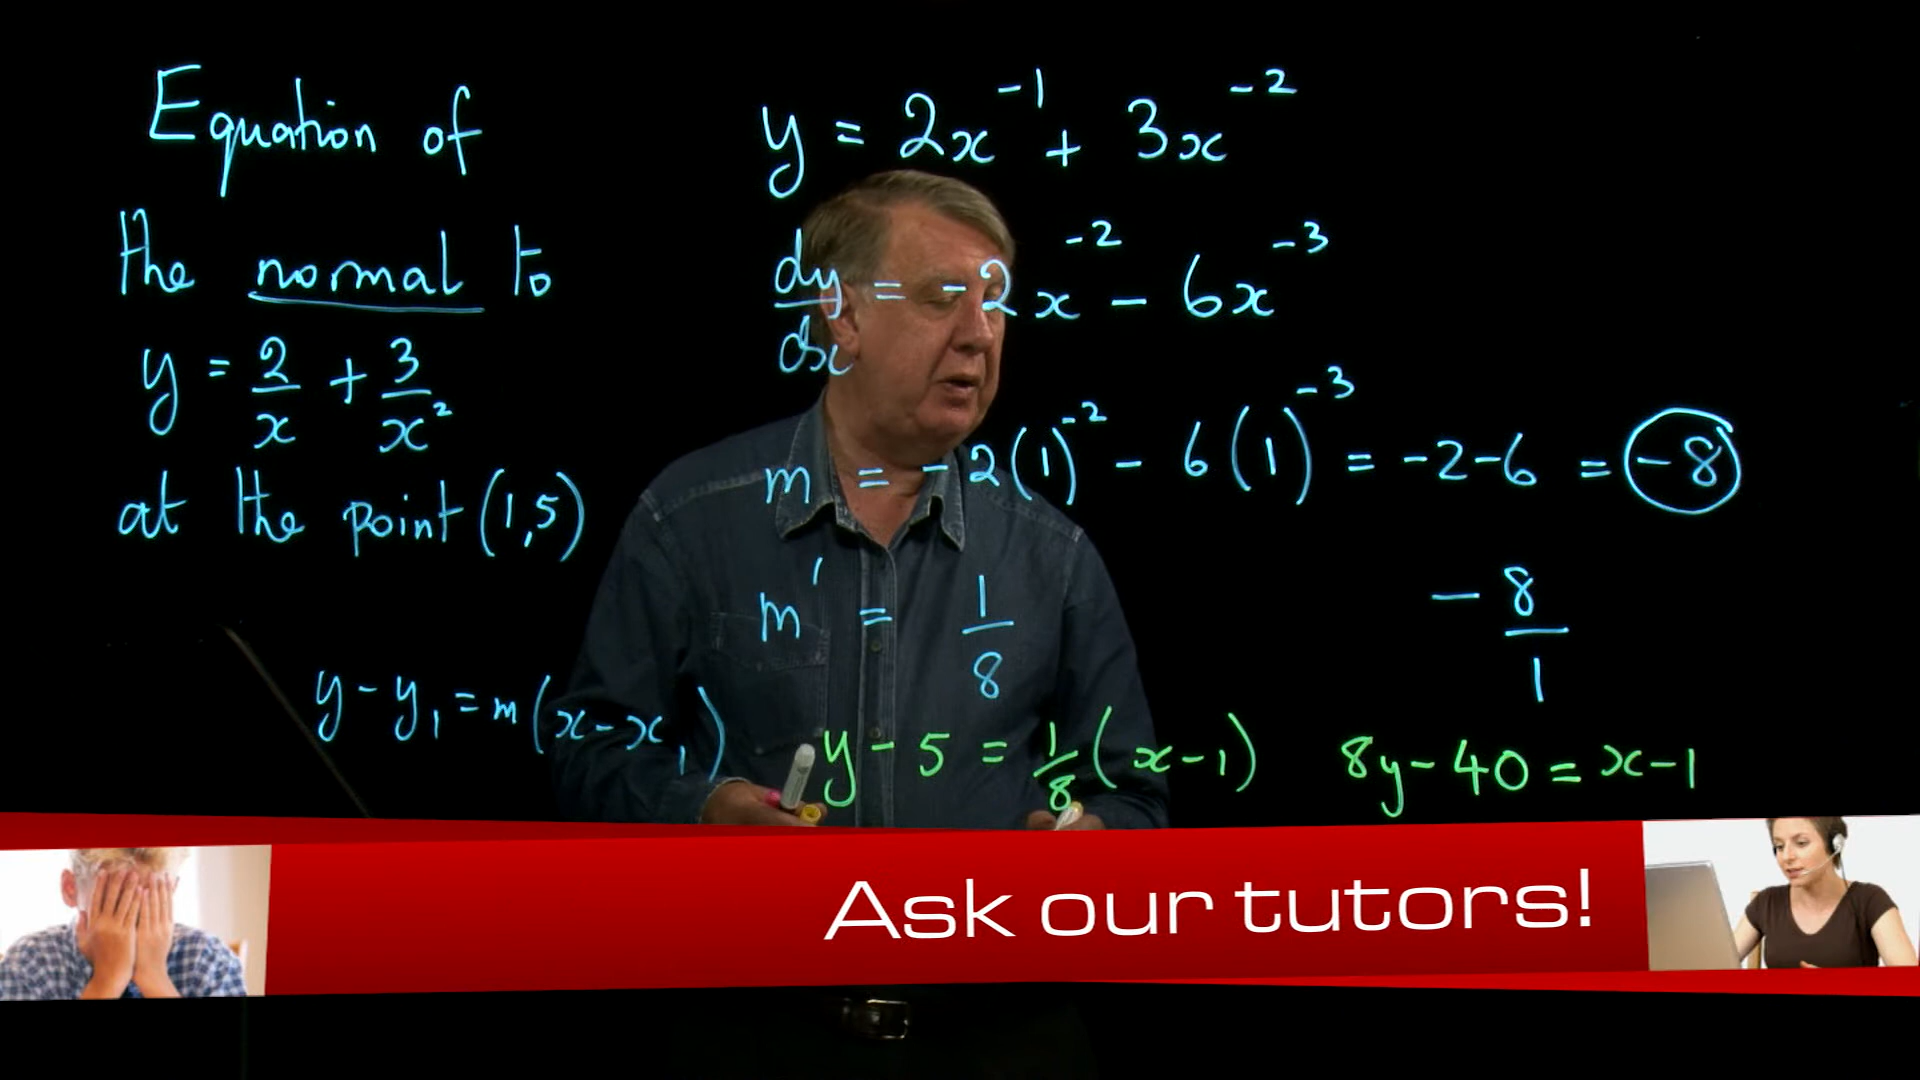 Equation of
the normal to
y = 2/x + 3/x²
at the point (1,5)
y - y₁ = m(x - x₁)
y = 2x⁻¹ + 3x⁻²
dy/dx = -2x⁻² - 6x⁻³
m = -2(1)⁻² - 6(1)⁻³ = -2-6 = -8
m' = 1/8
-8/1
y - 5 = 1/8(x-1)
8y - 40 = x - 1
Ask our tutors!